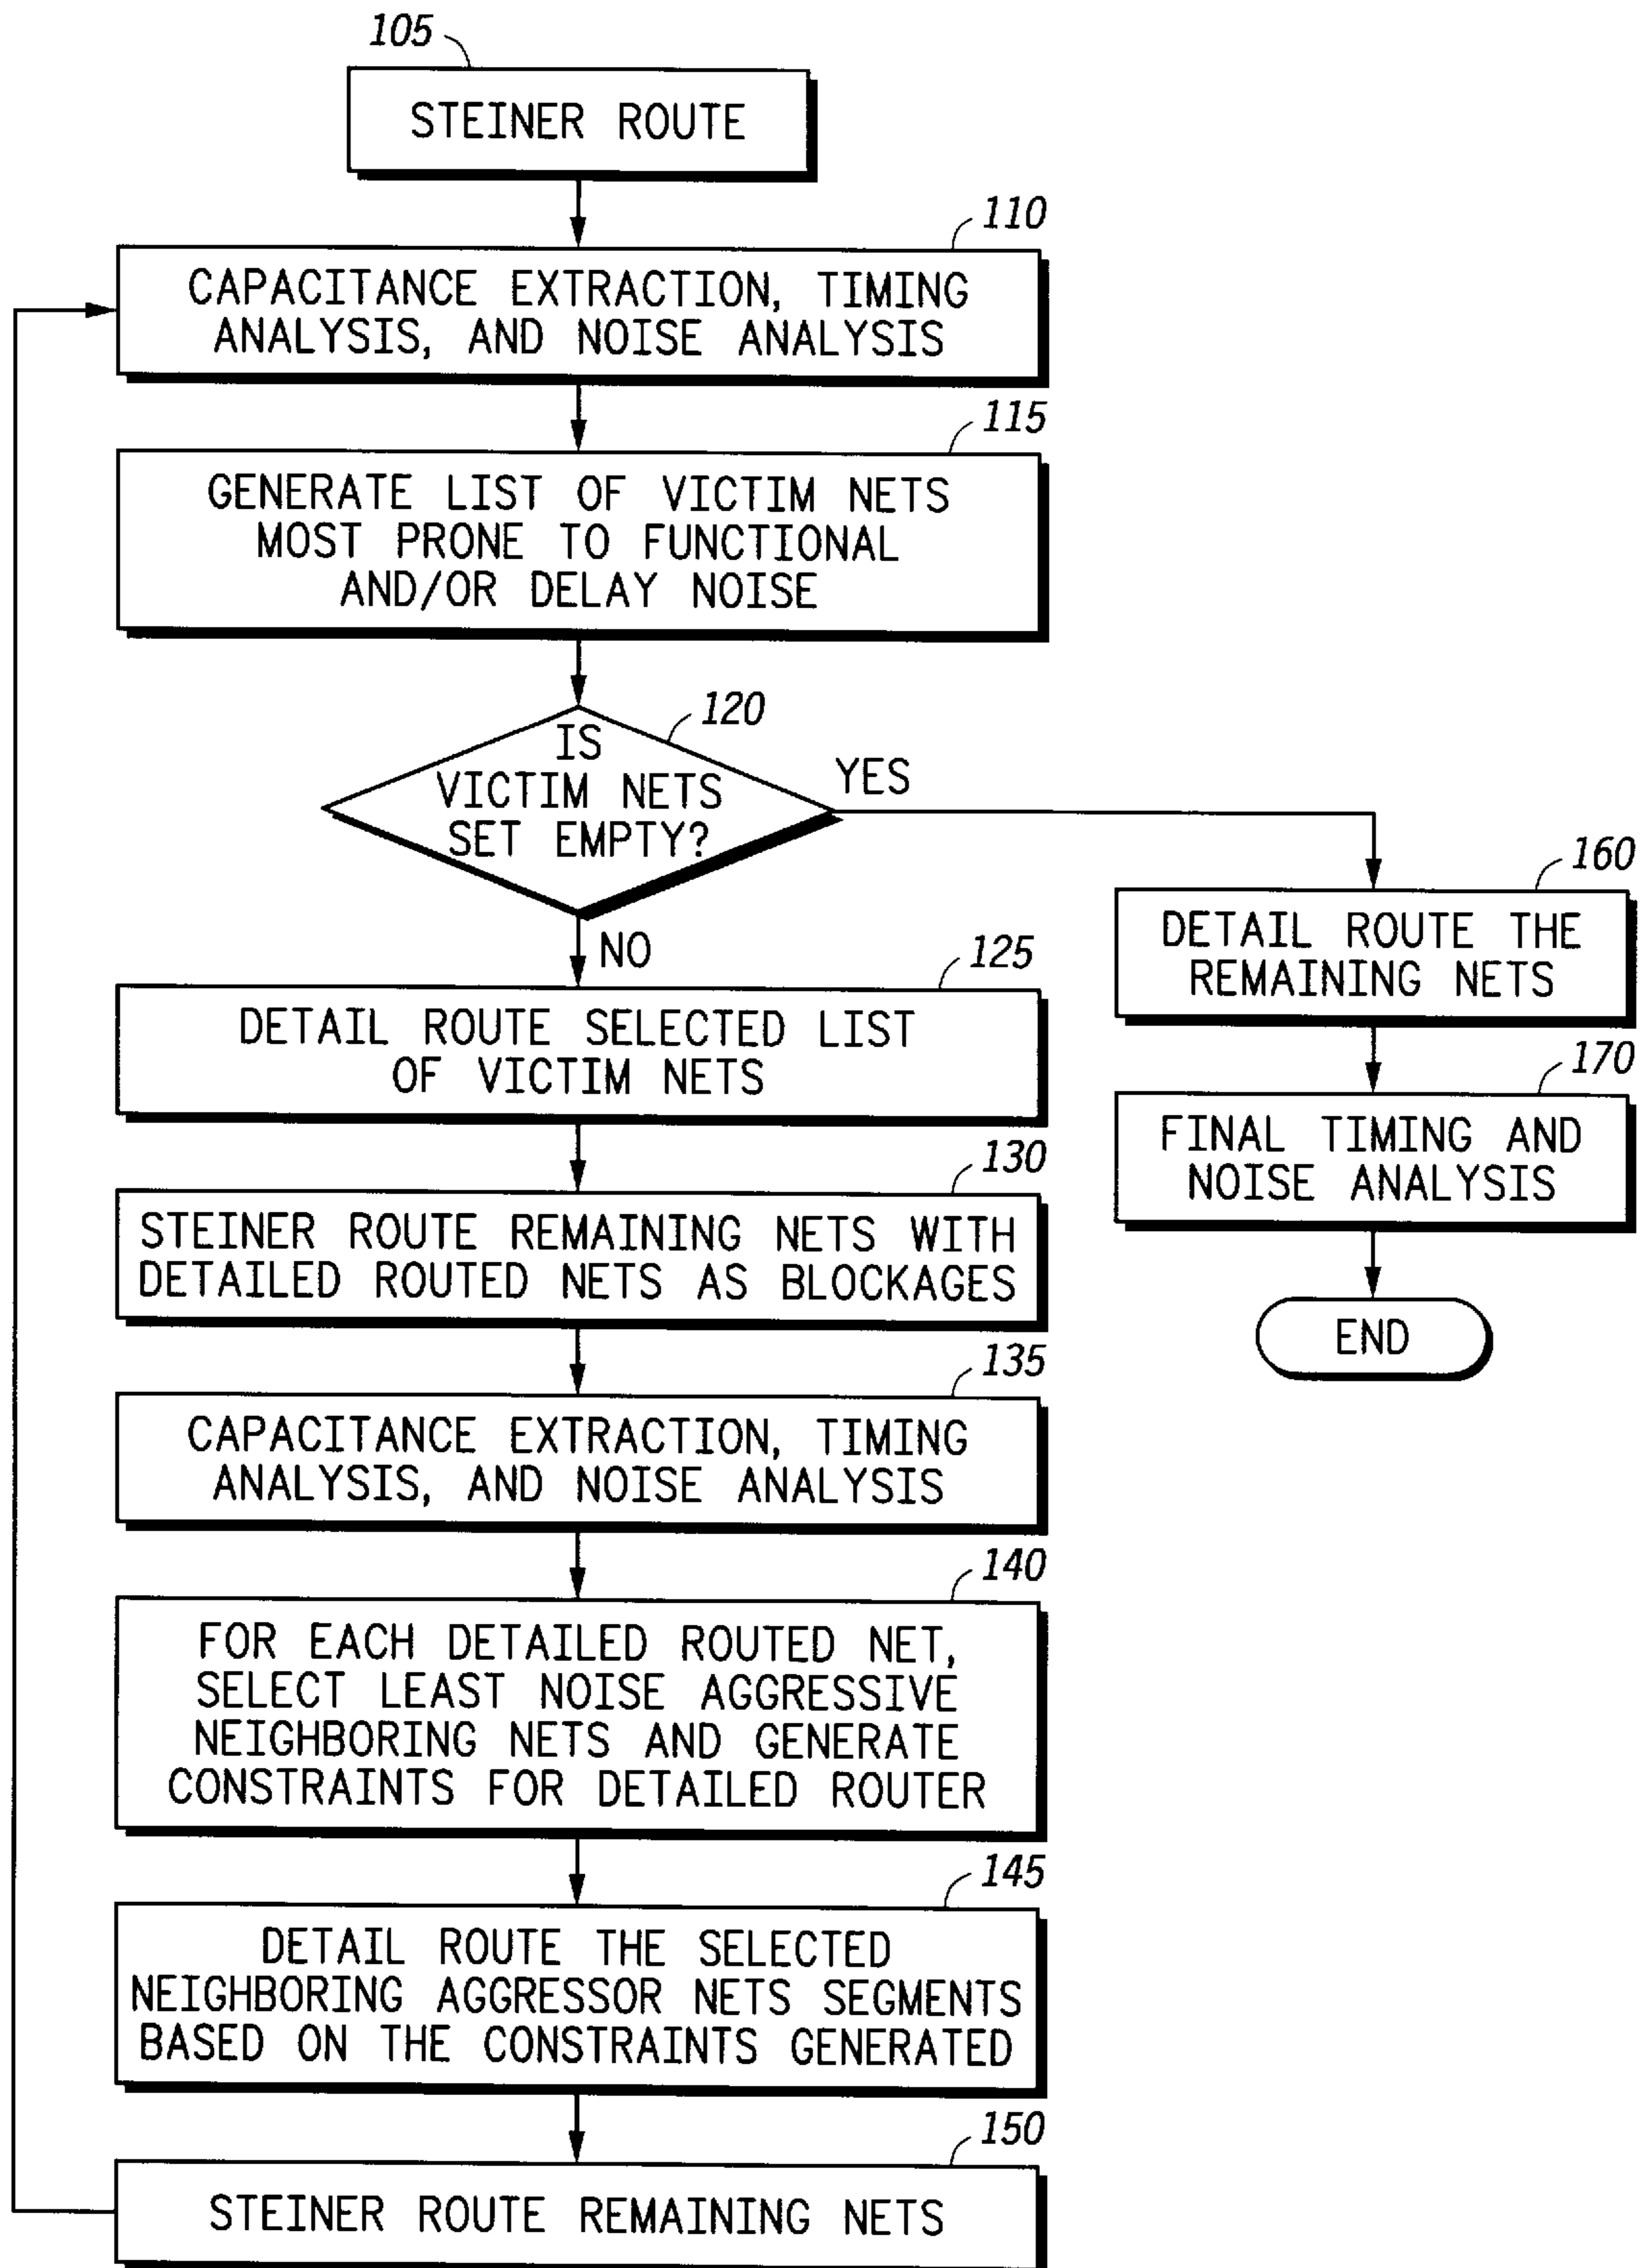 105
STEINER ROUTE
110
CAPACITANCE EXTRACTION, TIMING
ANALYSIS, AND NOISE ANALYSIS
115
GENERATE LIST OF VICTIM NETS
MOST PRONE TO FUNCTIONAL
AND/OR DELAY NOISE
120
IS
VICTIM NETS
SET EMPTY?
YES
NO
125
DETAIL ROUTE SELECTED LIST
OF VICTIM NETS
130
STEINER ROUTE REMAINING NETS WITH
DETAILED ROUTED NETS AS BLOCKAGES
135
CAPACITANCE EXTRACTION, TIMING
ANALYSIS, AND NOISE ANALYSIS
140
FOR EACH DETAILED ROUTED NET,
SELECT LEAST NOISE AGGRESSIVE
NEIGHBORING NETS AND GENERATE
CONSTRAINTS FOR DETAILED ROUTER
145
DETAIL ROUTE THE SELECTED
NEIGHBORING AGGRESSOR NETS SEGMENTS
BASED ON THE CONSTRAINTS GENERATED
150
STEINER ROUTE REMAINING NETS
160
DETAIL ROUTE THE
REMAINING NETS
170
FINAL TIMING AND
NOISE ANALYSIS
END